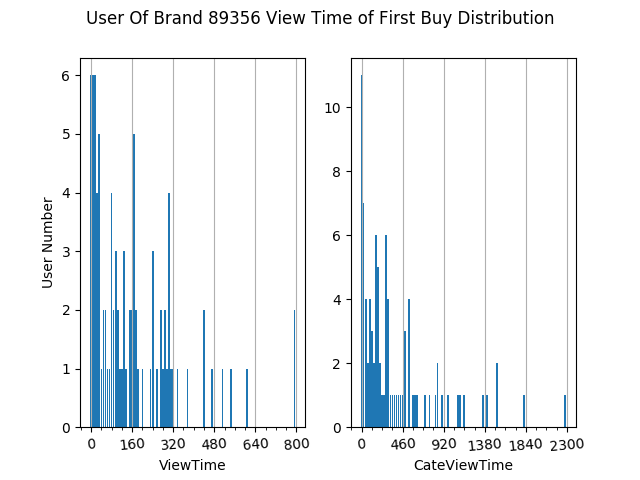 User Of Brand 89356 View Time of First Buy Distribution
User Number
6
5
4
3
2
1
0
0 160 320 480 640 800
ViewTime
10
8
6
4
2
0
0 460 920 1380 1840 2300
CateViewTime